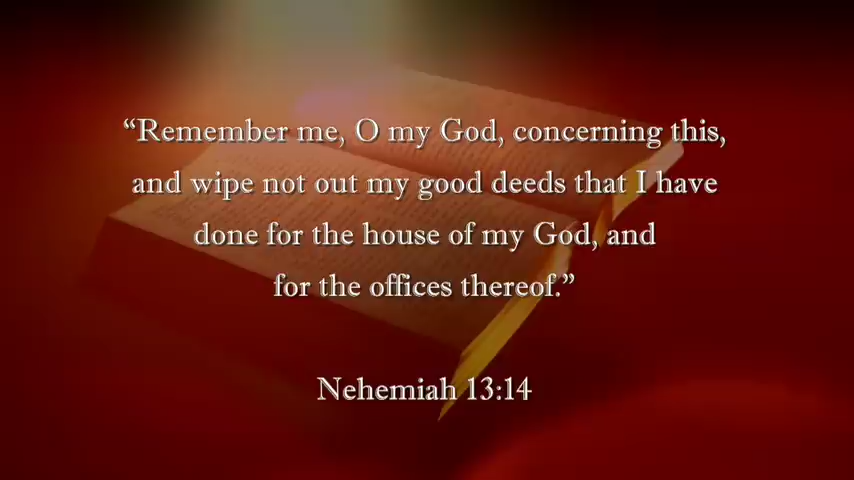 “Remember me, O my God, concerning this,
and wipe not out my good deeds that I have
done for the house of my God, and
for the offices thereof.”
Nehemiah 13:14